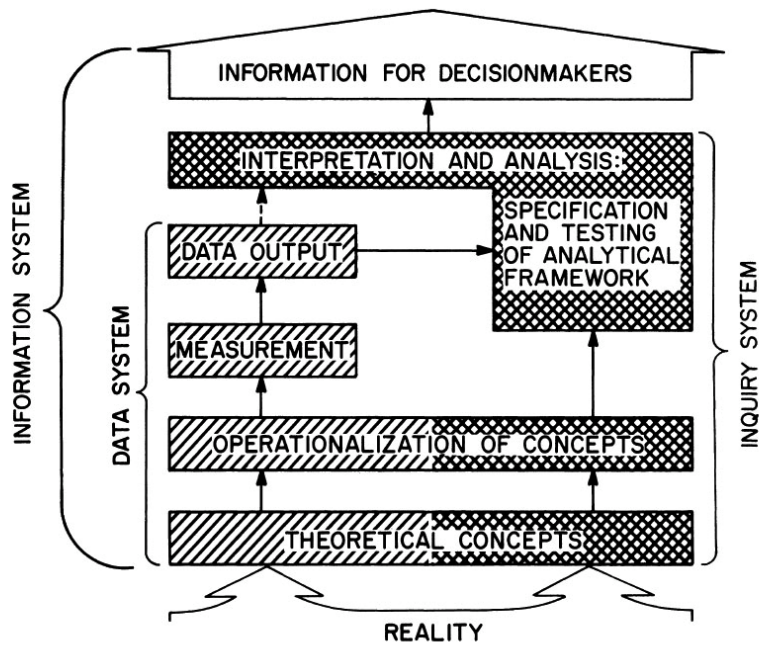 INFORMATION FOR DECISIONMAKERS
INTERPRETATION AND ANALYSIS:
SPECIFICATION
AND TESTING
OF ANALYTICAL
FRAMEWORK
DATA OUTPUT
MEASUREMENT
OPERATIONALIZATION OF CONCEPTS
THEORETICAL CONCEPTS
REALITY
INFORMATION SYSTEM
DATA SYSTEM
INQUIRY SYSTEM